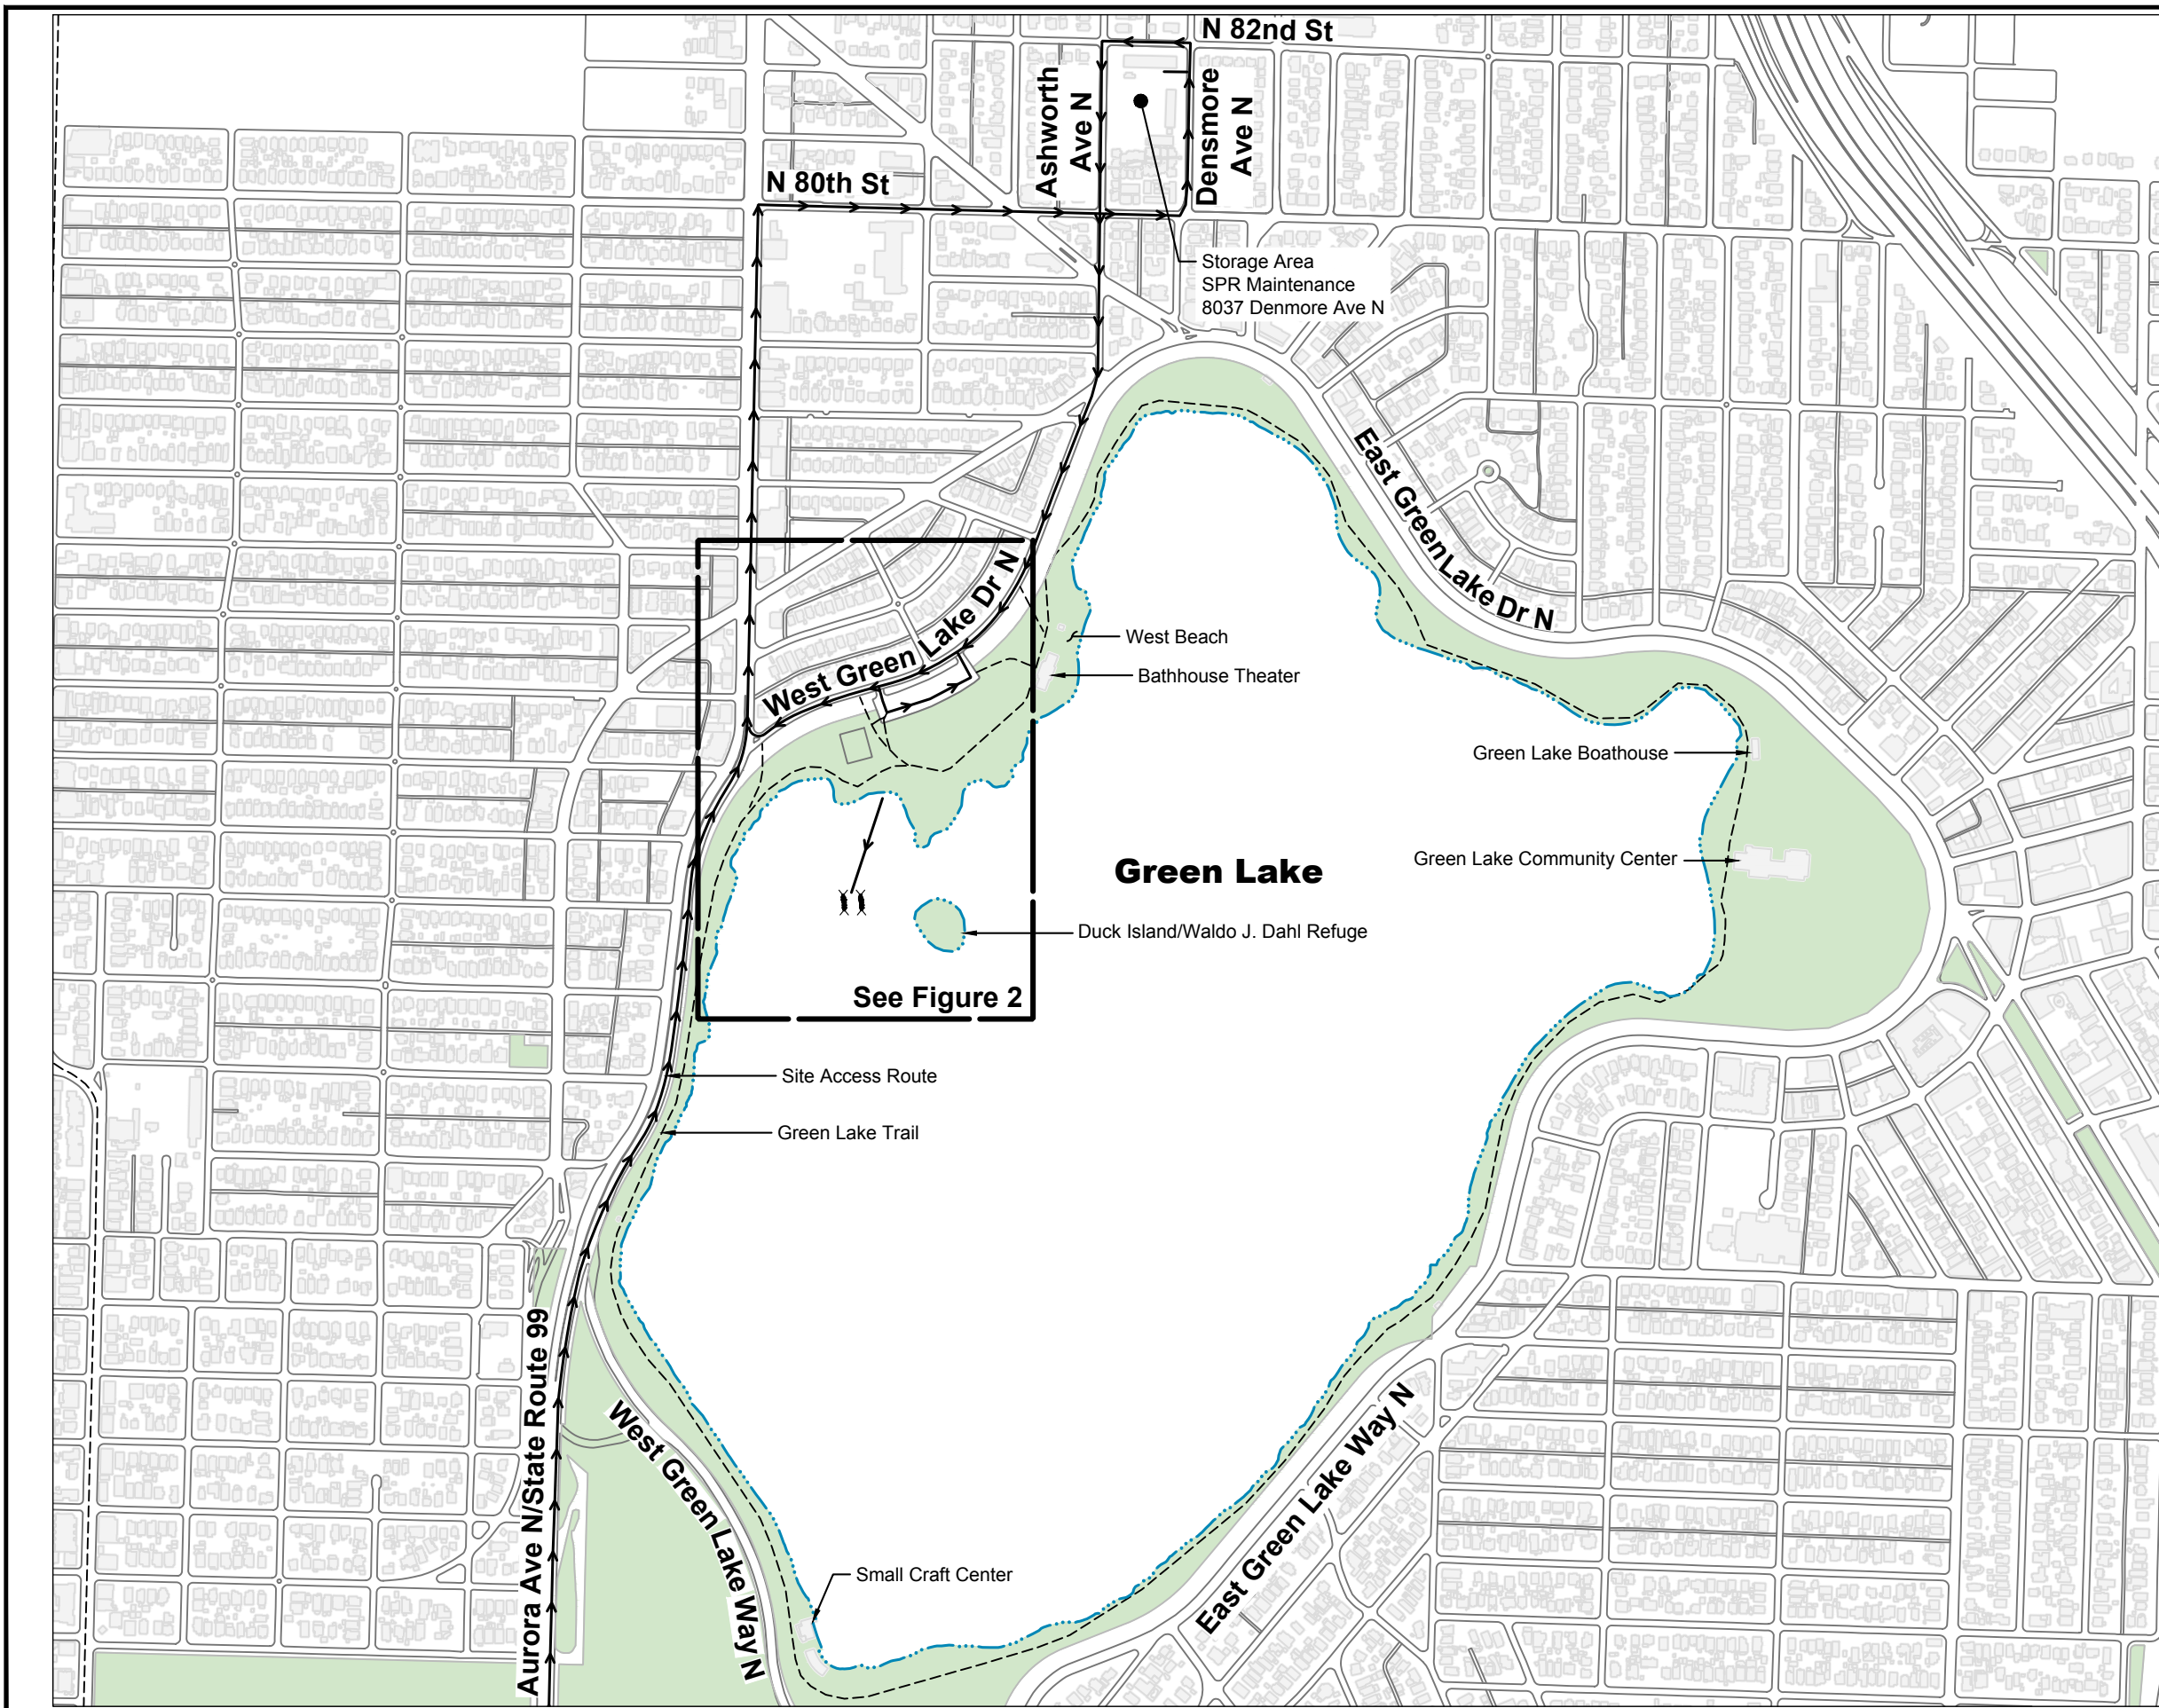 N 82nd St
Ashworth
Ave N
Densmore
Ave N
N 80th St
Storage Area
SPR Maintenance
8037 Denmore Ave N
East Green Lake Dr N
West Green Lake Dr N
West Beach
Bathhouse Theater
Green Lake Boathouse
Green Lake Community Center
Green Lake
Duck Island/Waldo J. Dahl Refuge
See Figure 2
Site Access Route
Green Lake Trail
Aurora Ave N/State Route 99
West Green Lake Way N
East Green Lake Way N
Small Craft Center